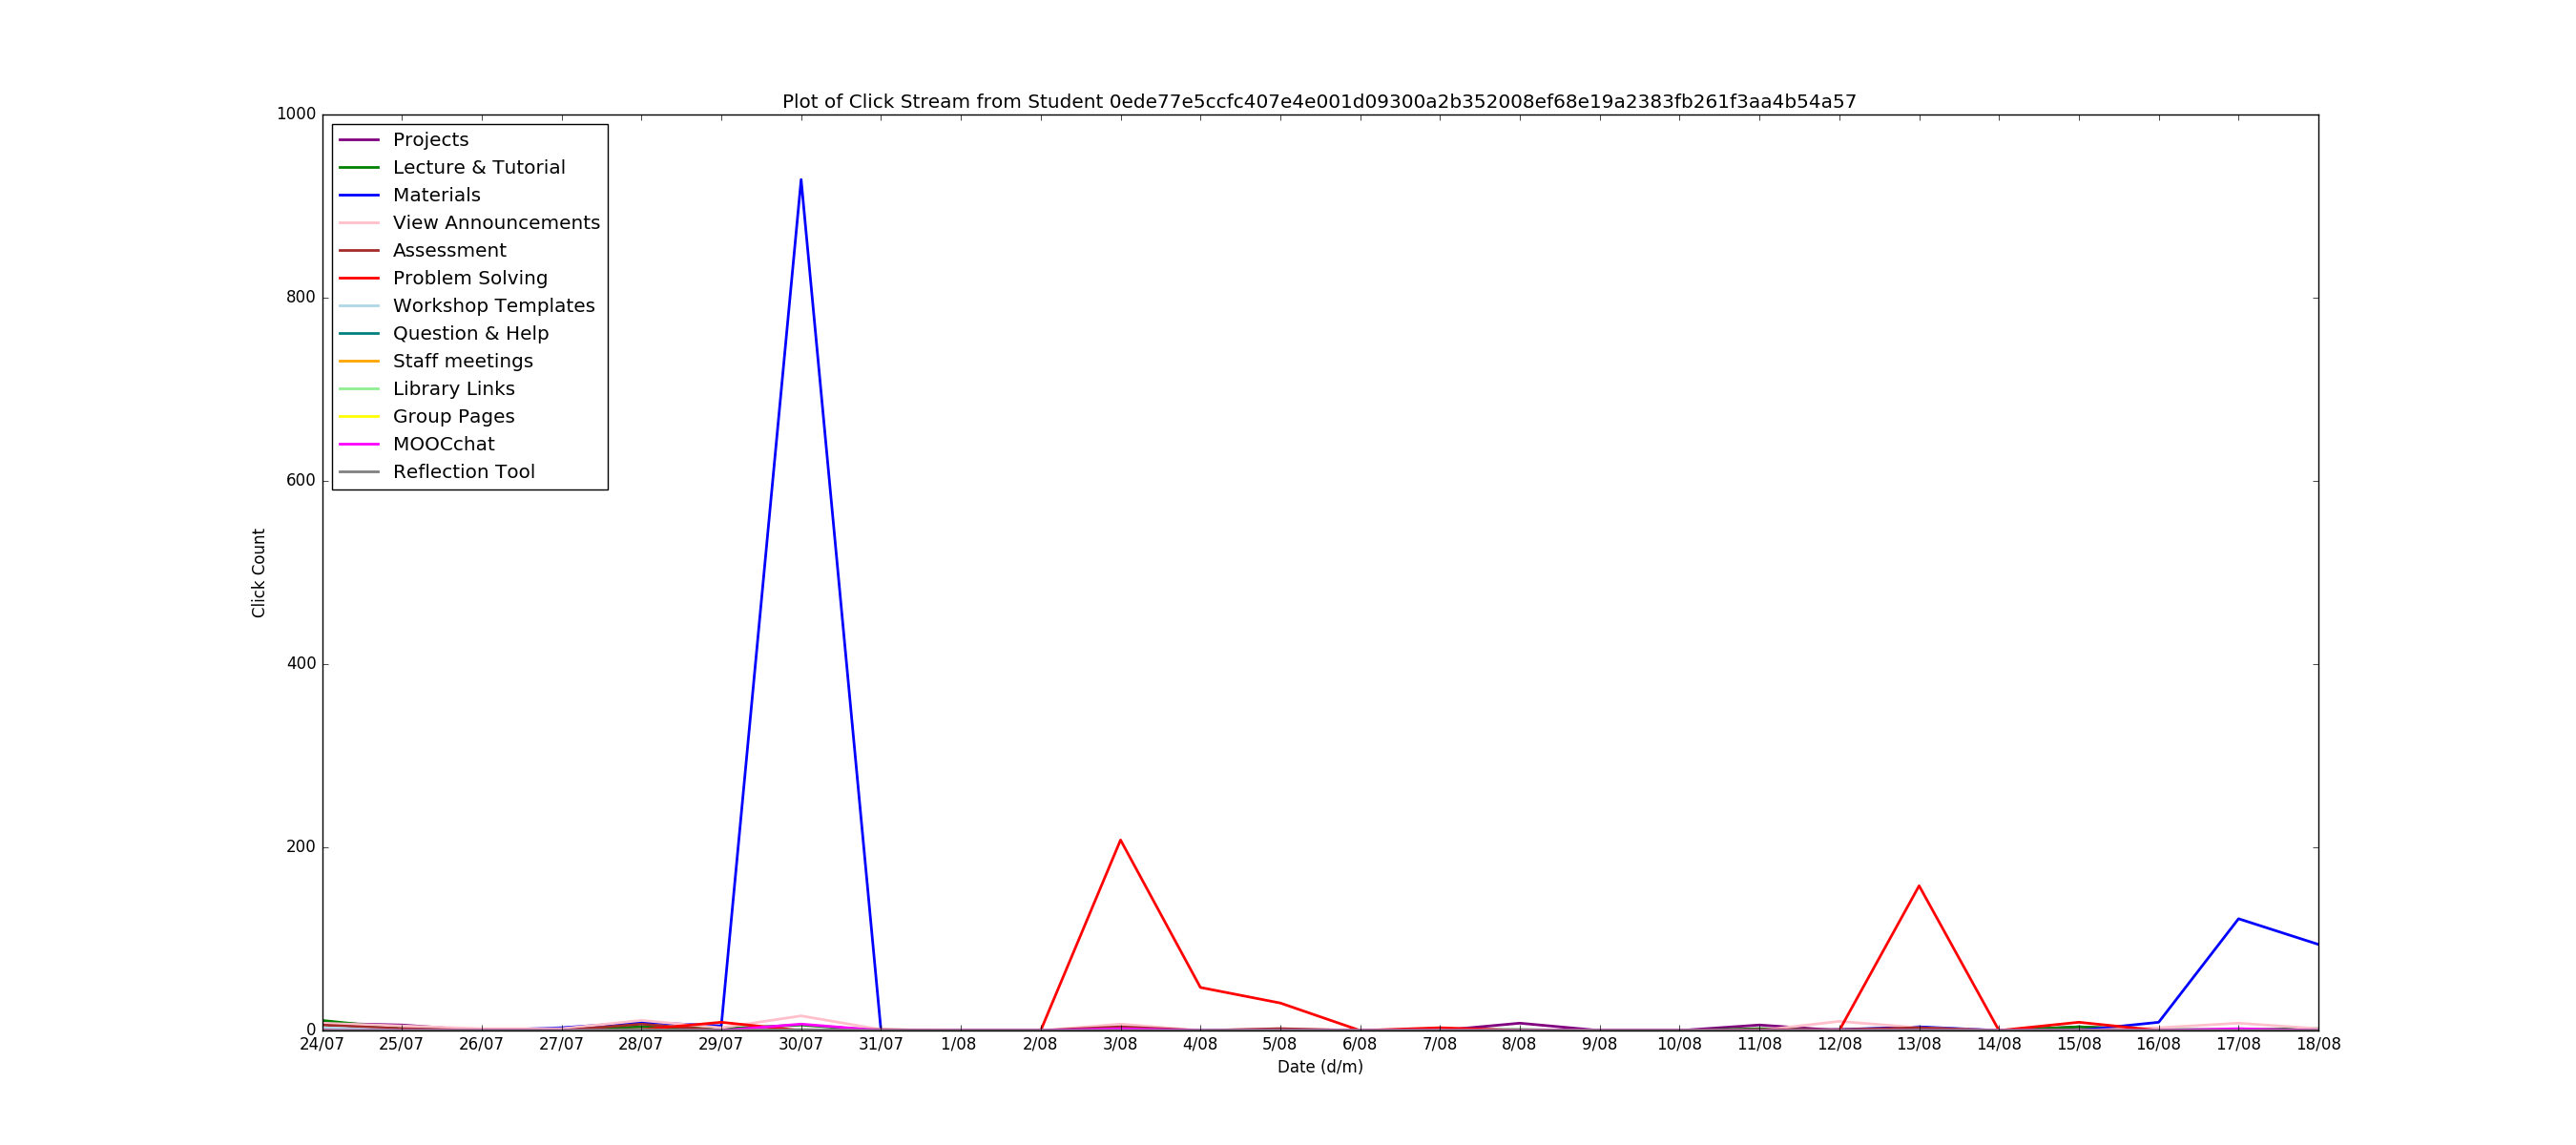 Plot of Click Stream from Student 0ede77e5ccfc407e4e001d09300a2b352008ef68e19a2383fb261f3aa4b54a57
1000
800
600
400
200
0
Click Count
Projects
Lecture & Tutorial
Materials
View Announcements
Assessment
Problem Solving
Workshop Templates
Question & Help
Staff meetings
Library Links
Group Pages
MOOCchat
Reflection Tool
24/07 25/07 26/07 27/07 28/07 29/07 30/07 31/07 1/08 2/08 3/08 4/08 5/08 6/08 7/08 8/08 9/08 10/08 11/08 12/08 13/08 14/08 15/08 16/08 17/08 18/08
Date (d/m)